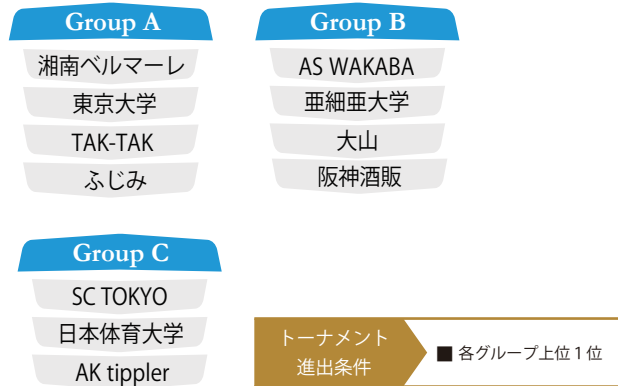 Group A
湘南ベルマーレ
東京大学
TAK-TAK
ふじみ
Group B
AS WAKABA
亜細亜大学
大山
阪神酒販
Group C
SC TOKYO
日本体育大学
AK tippler
トーナメント
進出条件
■ 各グループ上位1位